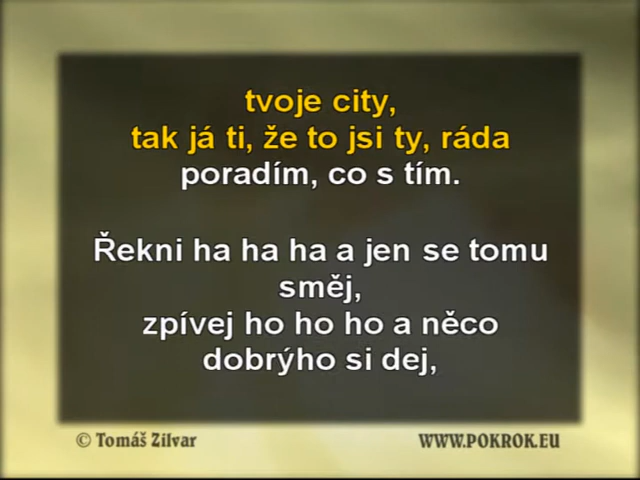 tvoje city,
tak já ti, že to jsi ty, ráda
poradím, co s tím.
Řekni ha ha ha a jen se tomu
směj,
zpívej ho ho ho a něco
dobrýho si dej,
© Tomáš Zilvar
WWW.POKROK.EU